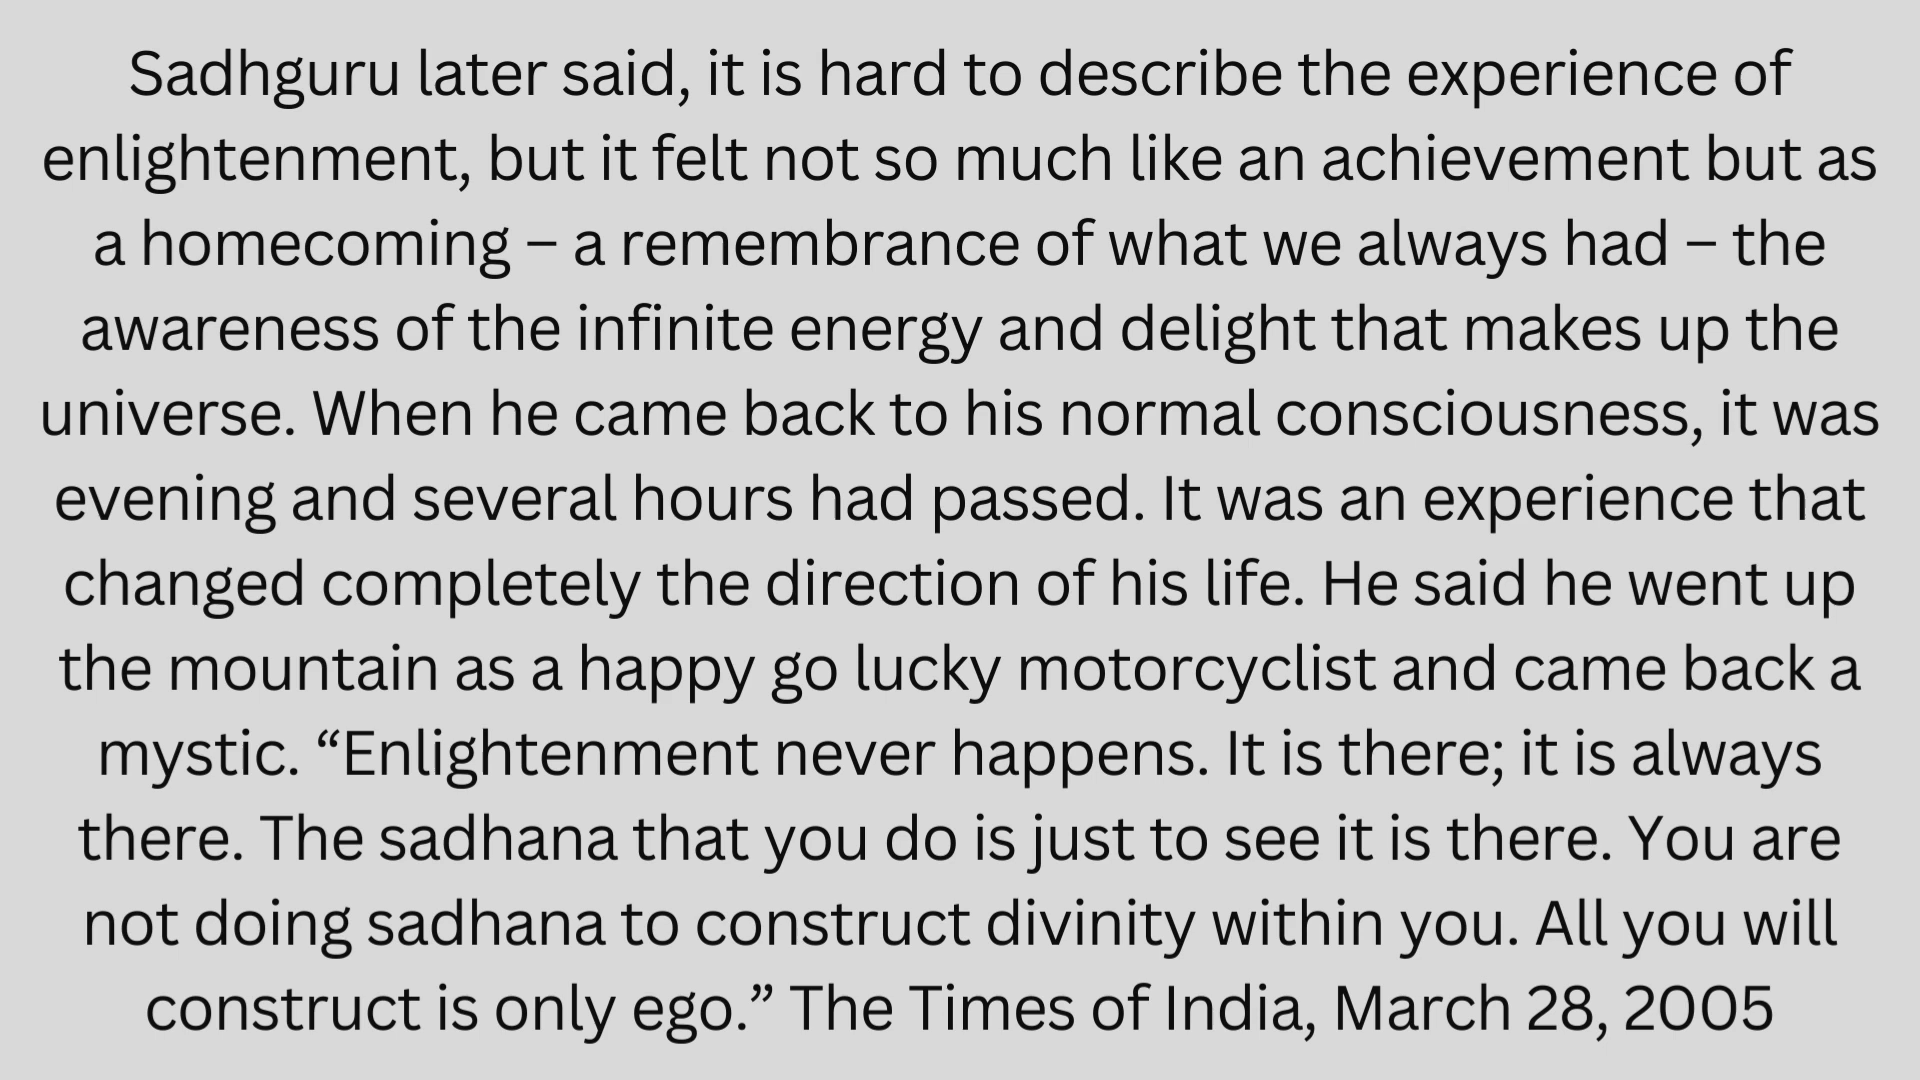 Sadhguru later said, it is hard to describe the experience of
enlightenment, but it felt not so much like an achievement but as
a homecoming – a remembrance of what we always had – the
awareness of the infinite energy and delight that makes up the
universe. When he came back to his normal consciousness, it was
evening and several hours had passed. It was an experience that
changed completely the direction of his life. He said he went up
the mountain as a happy go lucky motorcyclist and came back a
mystic. “Enlightenment never happens. It is there; it is always
there. The sadhana that you do is just to see it is there. You are
not doing sadhana to construct divinity within you. All you will
construct is only ego.” The Times of India, March 28, 2005